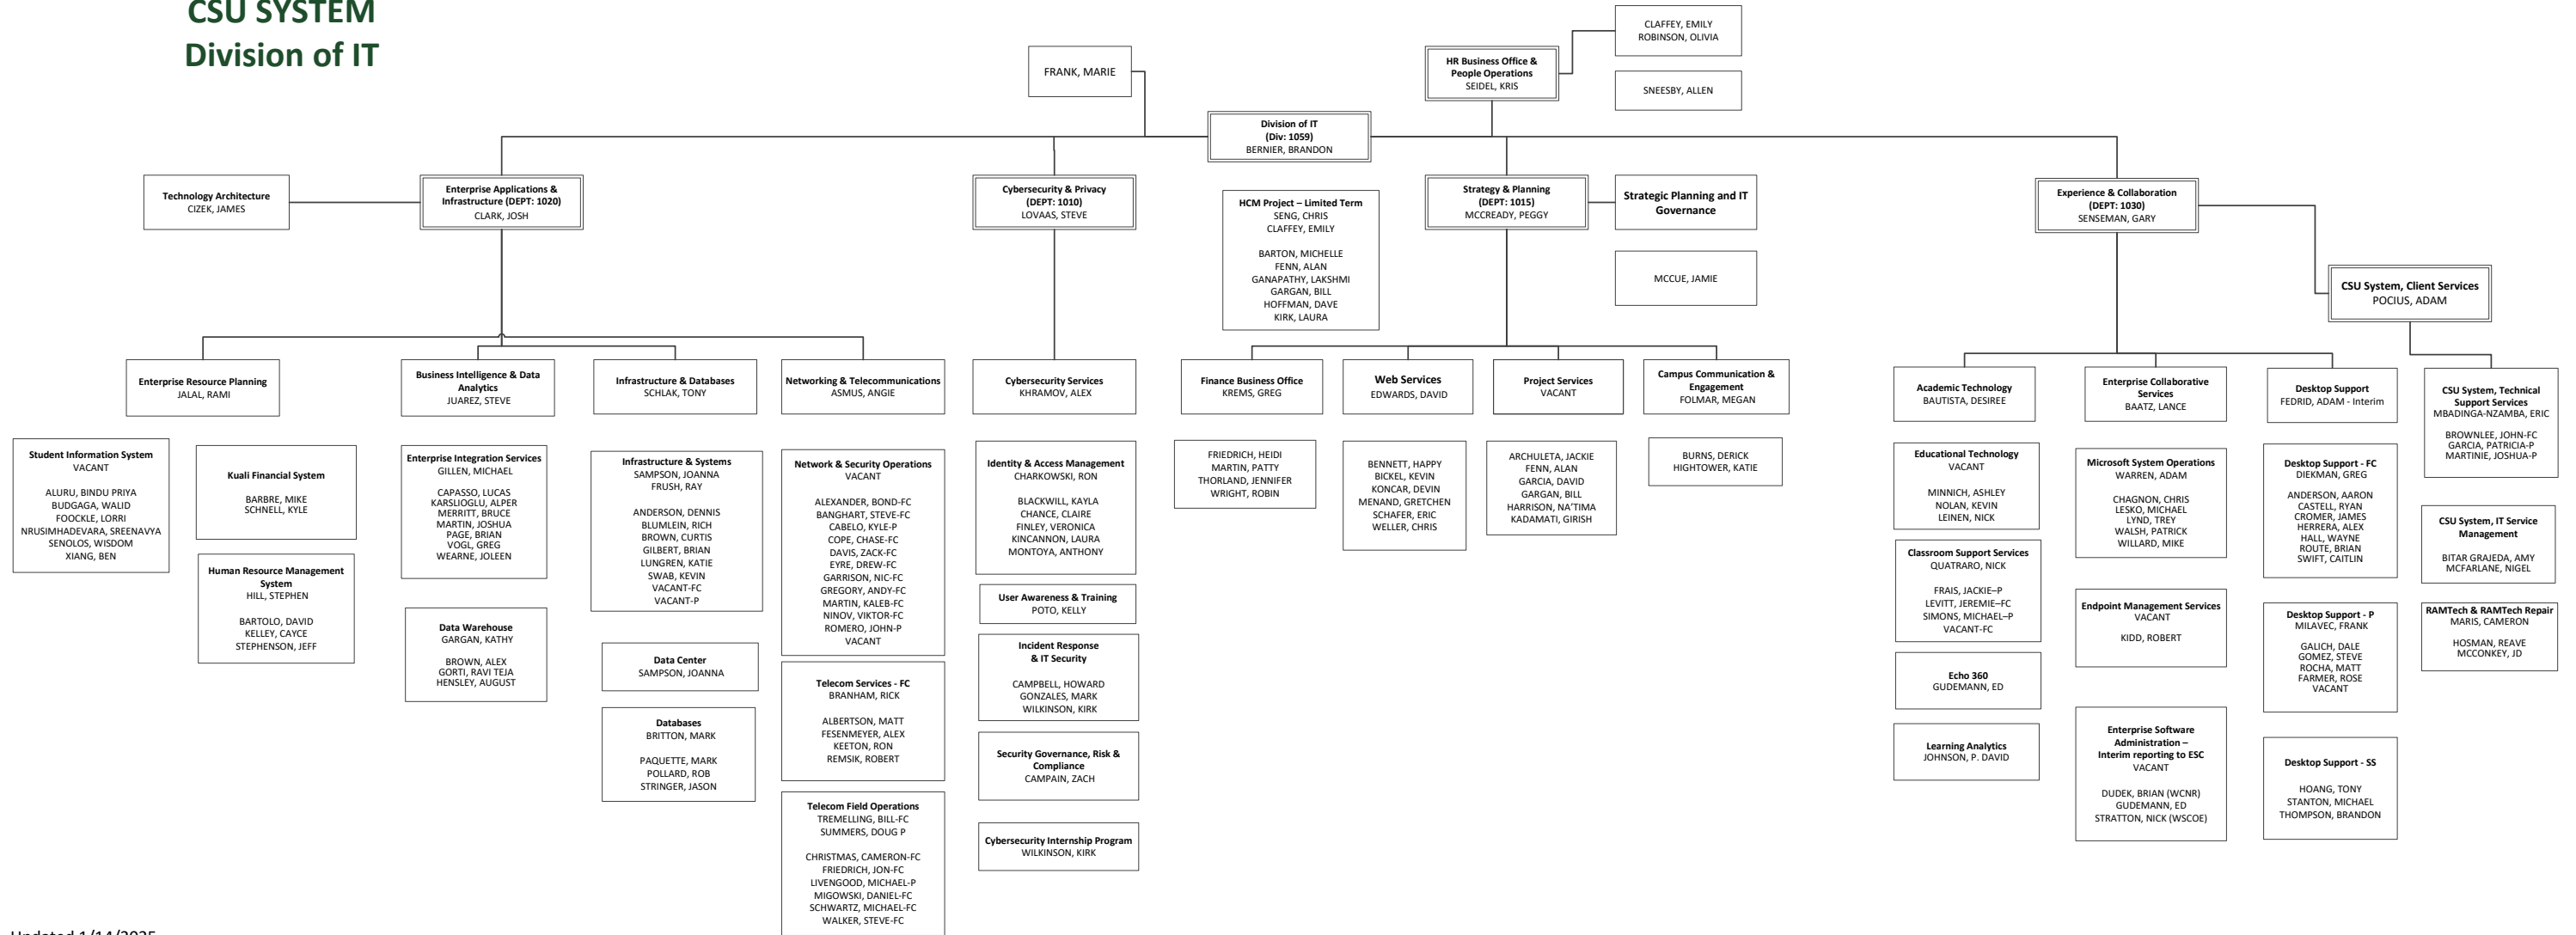 CSU SYSTEM
Division of IT
CLAFFEY, EMILY
ROBINSON, OLIVIA
FRANK, MARIE
HR Business Office &
People Operations
SEIDEL, KRIS
SNEESBY, ALLEN
Division of IT
(Div: 1059)
BERNIER, BRANDON
Technology Architecture
CIZEK, JAMES
Enterprise Applications &
Infrastructure (DEPT: 1020)
CLARK, JOSH
Cybersecurity & Privacy
(DEPT: 1010)
LOVAAS, STEVE
HCM Project – Limited Term
SENG, CHRIS
CLAFFEY, EMILY
BARTON, MICHELLE
FENN, ALAN
GANAPATHY, LAKSHMI
GARGAN, BILL
HOFFMAN, DAVE
KIRK, LAURA
Strategy & Planning
(DEPT: 1015)
MCCREADY, PEGGY
Strategic Planning and IT
Governance
MCCUE, JAMIE
Experience & Collaboration
(DEPT: 1030)
SENSEMAN, GARY
CSU System, Client Services
POCIUS, ADAM
Enterprise Resource Planning
JALAL, RAMI
Business Intelligence & Data
Analytics
JUAREZ, STEVE
Infrastructure & Databases
SCHLAK, TONY
Networking & Telecommunications
ASMUS, ANGIE
Cybersecurity Services
KHRAMOV, ALEX
Finance Business Office
KREMS, GREG
Web Services
EDWARDS, DAVID
Project Services
VACANT
Campus Communication &
Engagement
FOLMAR, MEGAN
Academic Technology
BAUTISTA, DESIREE
Enterprise Collaborative
Services
BAATZ, LANCE
Desktop Support
FEDRID, ADAM - Interim
CSU System, Technical
Support Services
MBADINGA-NZAMBA, ERIC
BROWNLEE, JOHN-FC
GARCIA, PATRICIA-P
MARTINIE, JOSHUA-P
Student Information System
VACANT
ALURU, BINDU PRIYA
BUDGAGA, WALID
FOOCKLE, LORRI
NRUSIMHADEVARA, SREENAVYA
SENOLOS, WISDOM
XIANG, BEN
Kuali Financial System
BARBRE, MIKE
SCHNELL, KYLE
Human Resource Management
System
HILL, STEPHEN
BARTOLO, DAVID
KELLEY, CAYCE
STEPHENSON, JEFF
Enterprise Integration Services
GILLEN, MICHAEL
CAPASSO, LUCAS
KARSLIOGLU, ALPER
MERRITT, BRUCE
MARTIN, JOSHUA
PAGE, BRIAN
VOGL, GREG
WEARNE, JOLEEN
Data Warehouse
GARGAN, KATHY
BROWN, ALEX
GORTI, RAVI TEJA
HENSLEY, AUGUST
Infrastructure & Systems
SAMPSON, JOANNA
FRUSH, RAY
ANDERSON, DENNIS
BLUMLEIN, RICH
BROWN, CURTIS
GILBERT, BRIAN
LUNGREN, KATIE
SWAB, KEVIN
VACANT-FC
VACANT-P
Data Center
SAMPSON, JOANNA
Databases
BRITTON, MARK
PAQUETTE, MARK
POLLARD, ROB
STRINGER, JASON
Network & Security Operations
VACANT
ALEXANDER, BOND-FC
BANGHART, STEVE-FC
CABELO, KYLE-P
COPE, CHASE-FC
DAVIS, ZACK-FC
EYRE, DREW-FC
GARRISON, NIC-FC
GREGORY, ANDY-FC
MARTIN, KALEB-FC
NINOV, VIKTOR-FC
ROMERO, JOHN-P
VACANT
Telecom Services - FC
BRANHAM, RICK
ALBERTSON, MATT
FESENMEYER, ALEX
KEETON, RON
REMSIK, ROBERT
Telecom Field Operations
TREMELLING, BILL-FC
SUMMERS, DOUG P
CHRISTMAS, CAMERON-FC
FRIEDRICH, JON-FC
LIVENGOOD, MICHAEL-P
MIGOWSKI, DANIEL-FC
SCHWARTZ, MICHAEL-FC
WALKER, STEVE-FC
Identity & Access Management
CHARKOWSKI, RON
BLACKWILL, KAYLA
CHANCE, CLAIRE
FINLEY, VERONICA
KINCANNON, LAURA
MONTOYA, ANTHONY
User Awareness & Training
POTO, KELLY
Incident Response
& IT Security
CAMPBELL, HOWARD
GONZALES, MARK
WILKINSON, KIRK
Security Governance, Risk &
Compliance
CAMPAIN, ZACH
Cybersecurity Internship Program
WILKINSON, KIRK
FRIEDRICH, HEIDI
MARTIN, PATTY
THORLAND, JENNIFER
WRIGHT, ROBIN
BENNETT, HAPPY
BICKEL, KEVIN
KONCAR, DEVIN
MENAND, GRETCHEN
SCHAFER, ERIC
WELLER, CHRIS
ARCHULETA, JACKIE
FENN, ALAN
GARCIA, DAVID
GARGAN, BILL
HARRISON, NA'TIMA
KADAMATI, GIRISH
BURNS, DERICK
HIGHTOWER, KATIE
Educational Technology
VACANT
MINNICH, ASHLEY
NOLAN, KEVIN
LEINEN, NICK
Classroom Support Services
QUATRARO, NICK
FRAIS, JACKIE–P
LEVITT, JEREMIE–FC
SIMONS, MICHAEL–P
VACANT-FC
Echo 360
GUDEMANN, ED
Learning Analytics
JOHNSON, P. DAVID
Microsoft System Operations
WARREN, ADAM
CHAGNON, CHRIS
LESKO, MICHAEL
LYND, TREY
WALSH, PATRICK
WILLARD, MIKE
Endpoint Management Services
VACANT
KIDD, ROBERT
Enterprise Software
Administration –
Interim reporting to ESC
VACANT
DUDEK, BRIAN (WCNR)
GUDEMANN, ED
STRATTON, NICK (WSCOE)
Desktop Support - FC
DIEKMAN, GREG
ANDERSON, AARON
CASTELL, RYAN
CROMER, JAMES
HERRERA, ALEX
HALL, WAYNE
ROUTE, BRIAN
SWIFT, CAITLIN
Desktop Support - P
MILAVEC, FRANK
GALICH, DALE
GOMEZ, STEVE
ROCHA, MATT
FARMER, ROSE
VACANT
Desktop Support - SS
HOANG, TONY
STANTON, MICHAEL
THOMPSON, BRANDON
CSU System, IT Service
Management
BITAR GRAJEDA, AMY
MCFARLANE, NIGEL
RAMTech & RAMTech Repair
MARIS, CAMERON
HOSMAN, REAVE
MCCONKEY, JD
Updated 1/14/2025